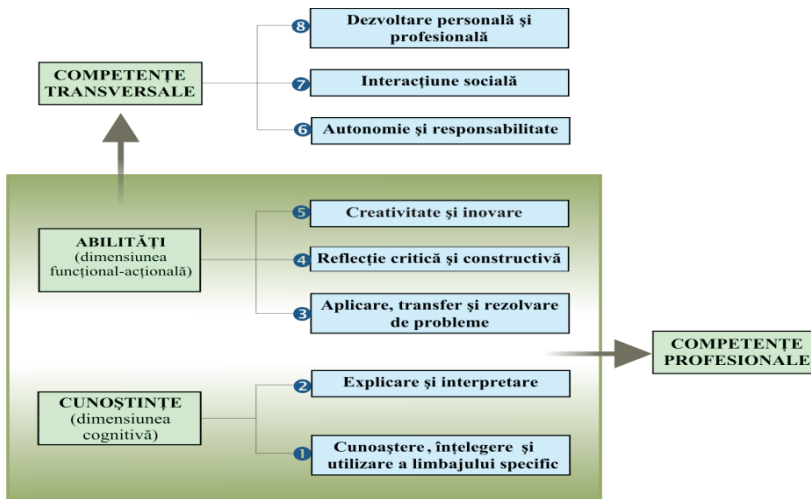 8
Dezvoltare personală și
profesională
COMPETENȚE
TRANSVERSALE
7
Interacțiune socială
6
Autonomie și responsabilitate
5
Creativitate și inovare
ABILITĂȚI
(dimensiunea
funcțional-acțională)
4
Reflecție critică și constructivă
3
Aplicare, transfer și rezolvare
de probleme
COMPETENȚE
PROFESIONALE
2
Explicare și interpretare
CUNOȘTINȚE
(dimensiunea
cognitivă)
1
Cunoaștere, înțelegere și
utilizare a limbajului specific